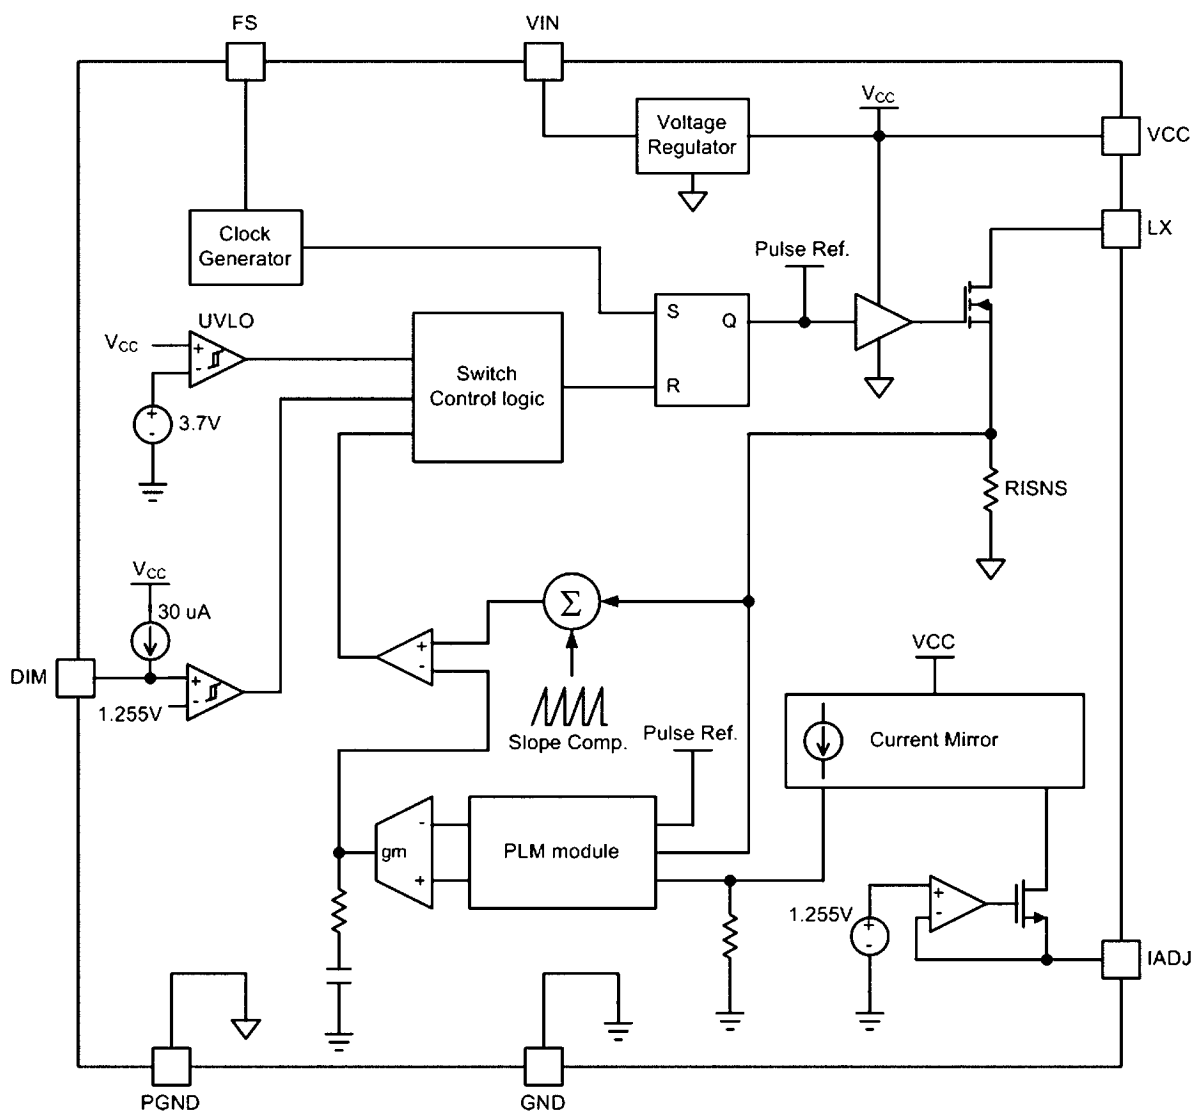 FS
VIN
VCC
Voltage
Regulator
VCC
LX
Clock
Generator
Pulse Ref.
UVLO
VCC
+
-
S
Q
R
Switch
Control logic
+
-
3.7V
RISNS
VCC
30 uA
Σ
DIM
+
-
1.255V
+
-
VCC
Slope Comp.
Pulse Ref.
Current Mirror
-
gm
+
PLM module
1.255V
+
-
+
-
IADJ
PGND
GND